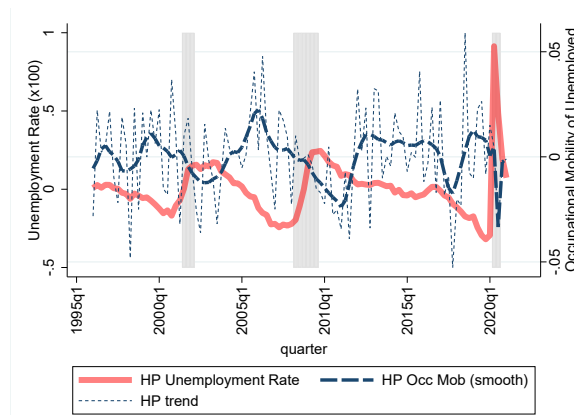 Unemployment Rate (x100)
1
.5
0
-.5
.05
0
-.05
Occupational Mobility of Unemployed
1995q1
2000q1
2005q1
2010q1
2015q1
2020q1
quarter
HP Unemployment Rate
HP Occ Mob (smooth)
HP trend